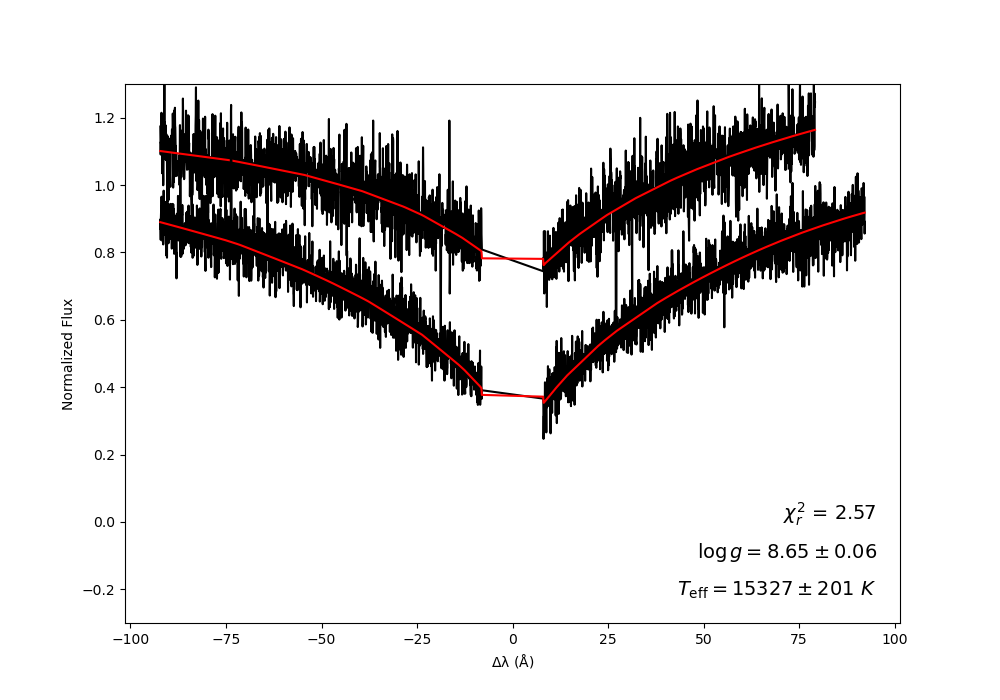 1.2
1.0
0.8
0.6
0.4
0.2
0.0
−0.2
Normalized Flux
χ²ᵣ = 2.57
log g = 8.65 ± 0.06
T_eff = 15327 ± 201 K
−100 −75 −50 −25 0 25 50 75 100
Δλ (Å)